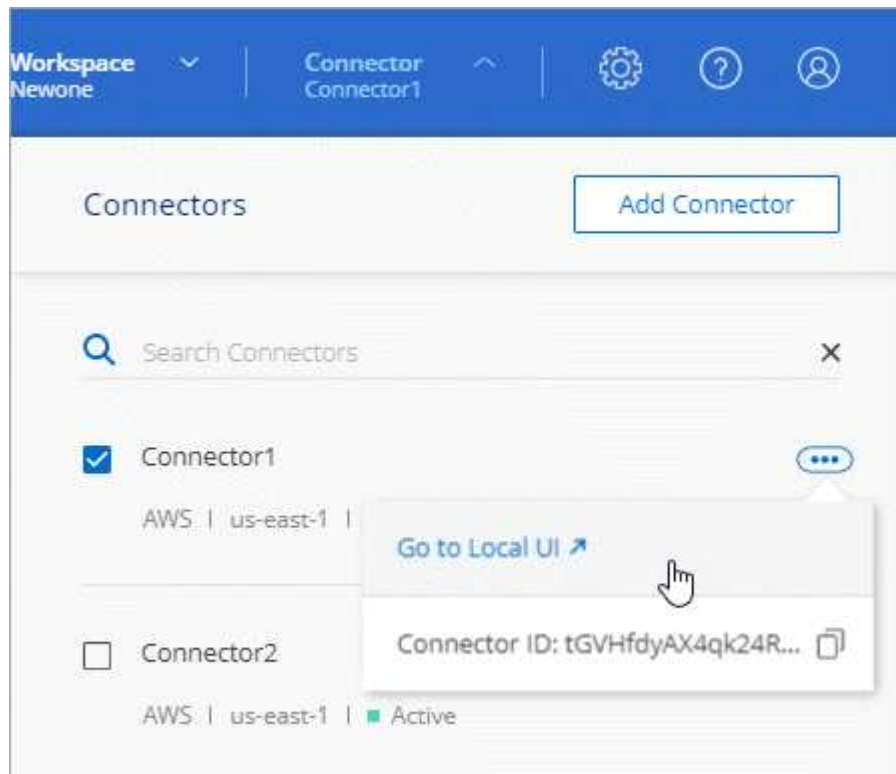 Workspace
Newone
Connector
Connector1
Connectors
Add Connector
Search Connectors
Connector1
AWS | us-east-1 |
Go to Local UI
Connector ID: tGVHfdyAX4qk24R...
Connector2
AWS | us-east-1 | Active